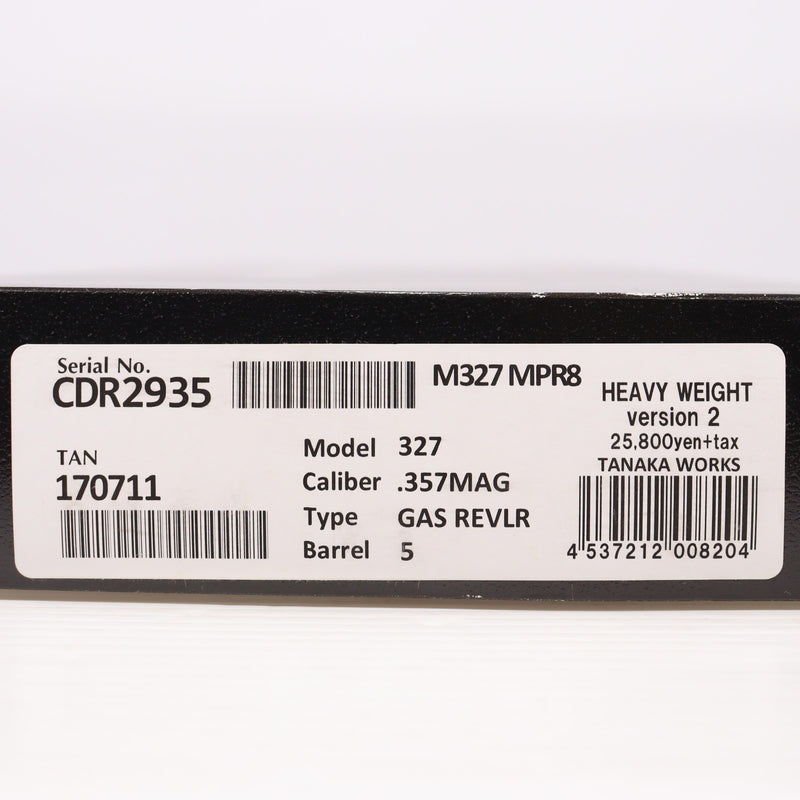 Serial No.
CDR2935
M327 MPR8
HEAVY WEIGHT
version 2
25,800yen+tax
TANAKA WORKS
TAN
170711
Model 327
Caliber .357MAG
Type GAS REVLR
Barrel 5
4 537212 008204